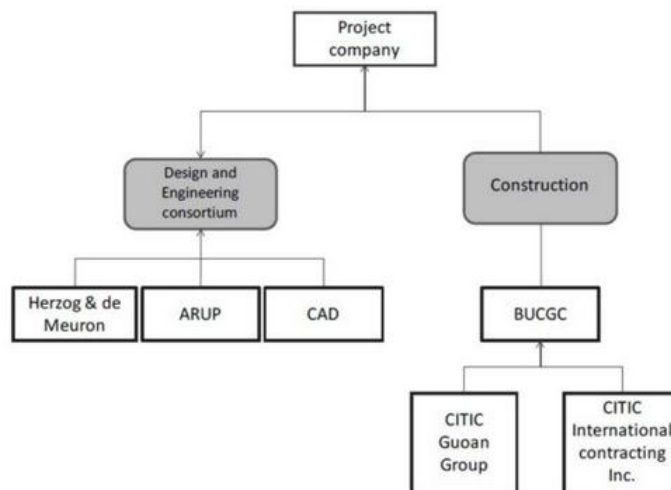 Project
company
Design and
Engineering
consortium
Construction
Herzog & de
Meuron
ARUP
CAD
BUCGC
CITIC
Guoan
Group
CITIC
International
contracting
Inc.